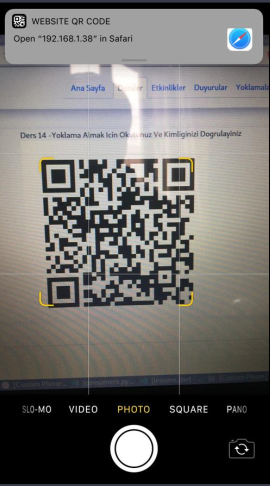 WEBSITE QR CODE
Open “192.168.1.38” in Safari
Ana Sayfa Dersler Etkinlikler Duyurular
Ders 14 -Yoklama Almak Icin Okutunuz Ve Kimliginizi Dogrulayiniz
SLO-MO VIDEO PHOTO SQUARE PANO